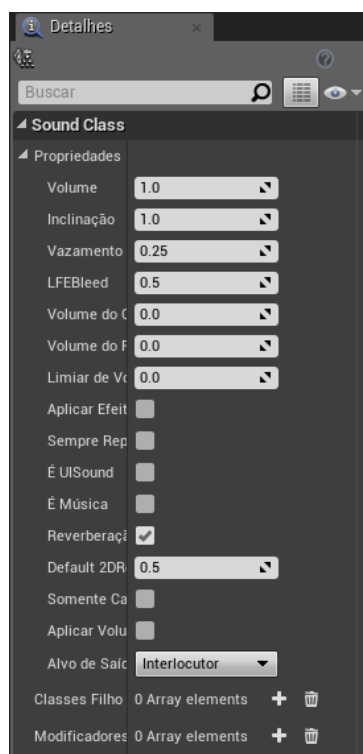 Detalhes
Buscar
Sound Class
Propriedades
Volume 1.0
Inclinação 1.0
Vazamento 0.25
LFEBleed 0.5
Volume do 0.0
Volume do 0.0
Limiar de 0.0
Aplicar Efeit
Sempre Rep
É UISound
É Música
Reverberaçã
Default 2DR 0.5
Somente Ca
Aplicar Volu
Alvo de Saíd Interlocutor
Classes Filho 0 Array elements
Modificadores 0 Array elements